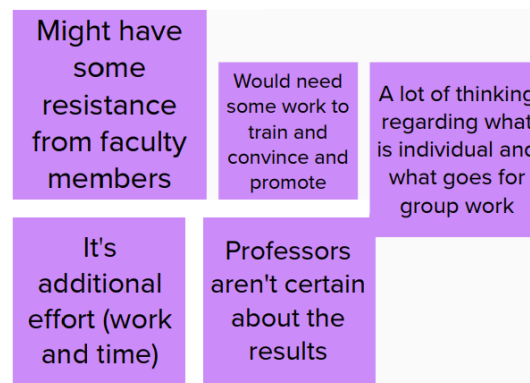 Might have
some
resistance
from faculty
members
Would need
some work to
train and
convince and
promote
A lot of thinking
regarding what
is individual and
what goes for
group work
It's
additional
effort (work
and time)
Professors
aren't certain
about the
results